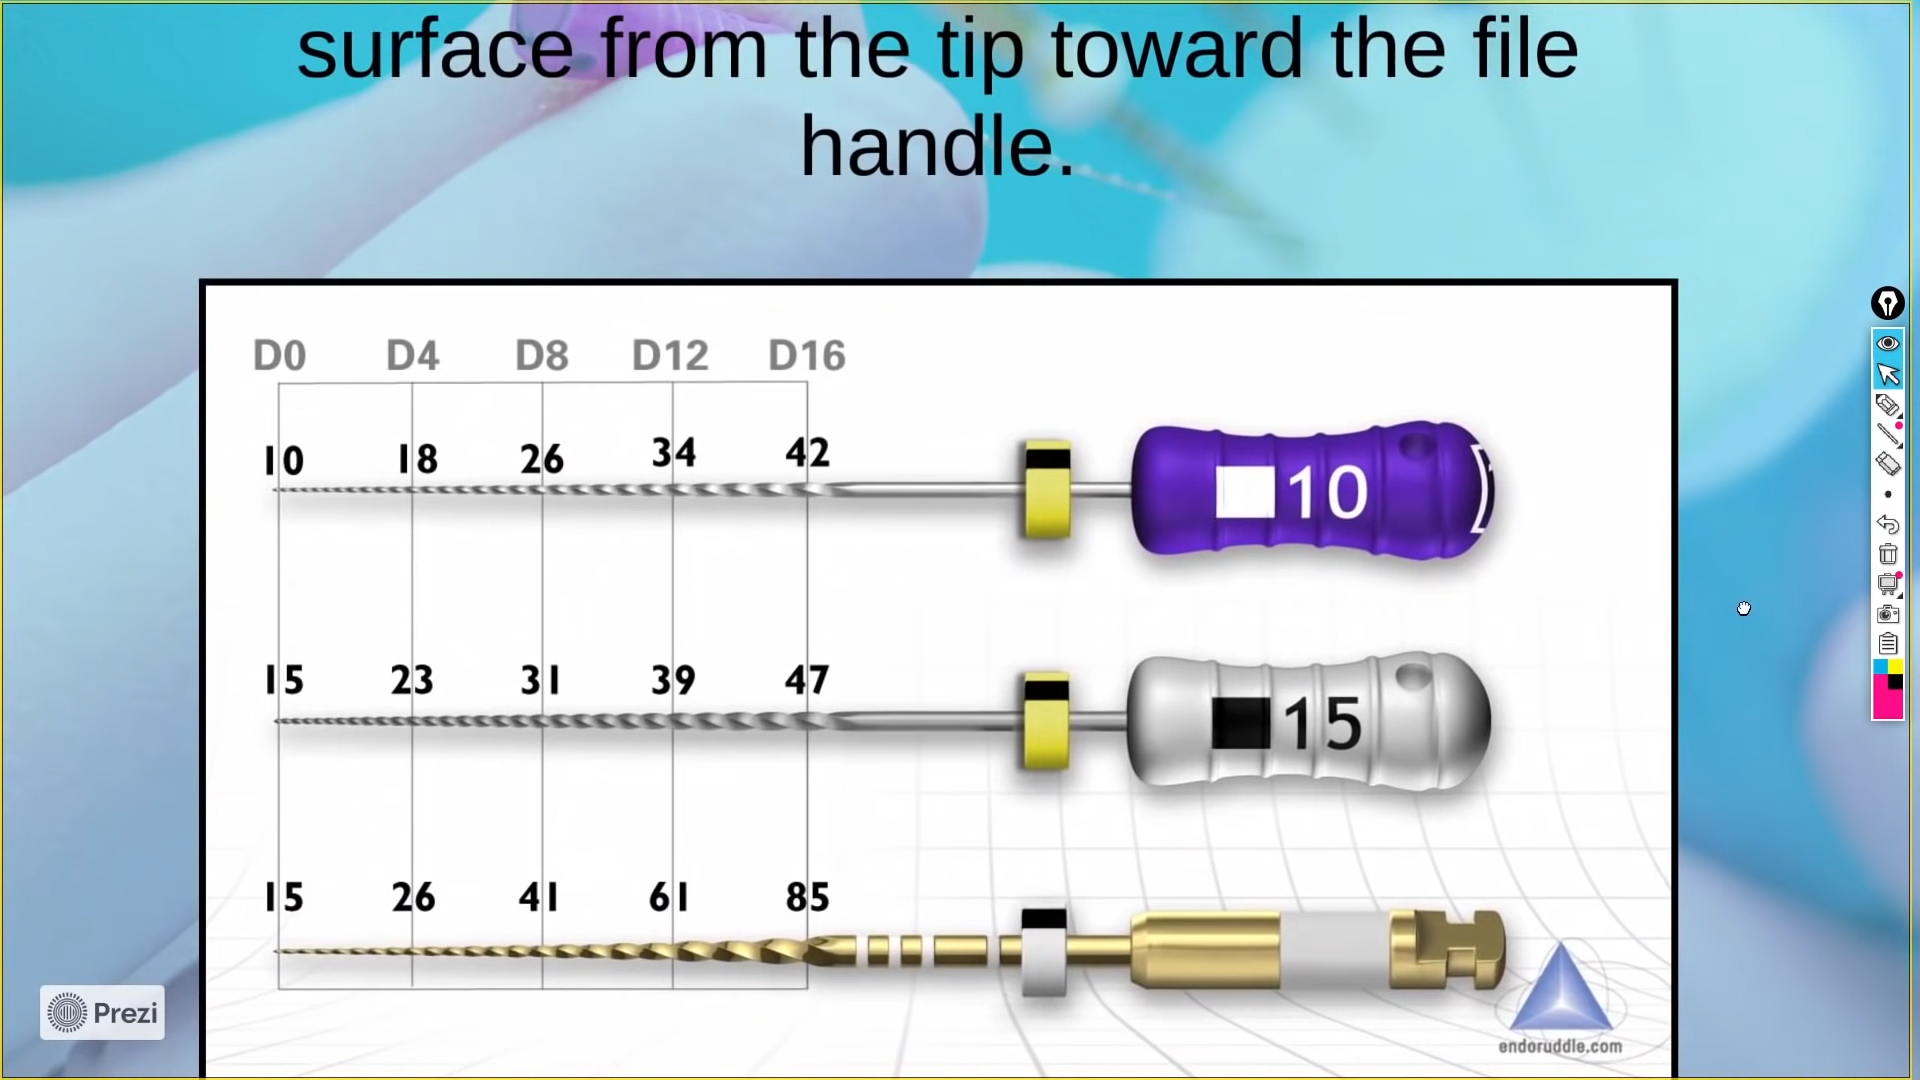 surface from the tip toward the file
handle.
D0 D4 D8 D12 D16
10 18 26 34 42
10
15 23 31 39 47
15
15 26 41 61 85
Prezi
endoruddle.com